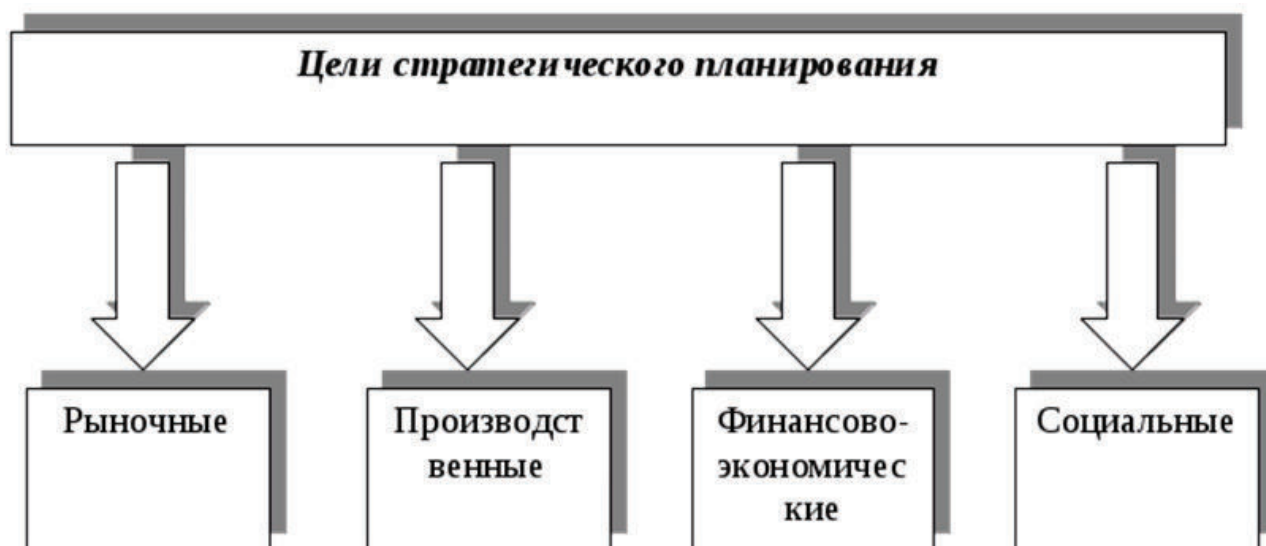 Цели стратегического планирования
Рыночные
Производст
венные
Финансово-
экономичес
кие
Социальные